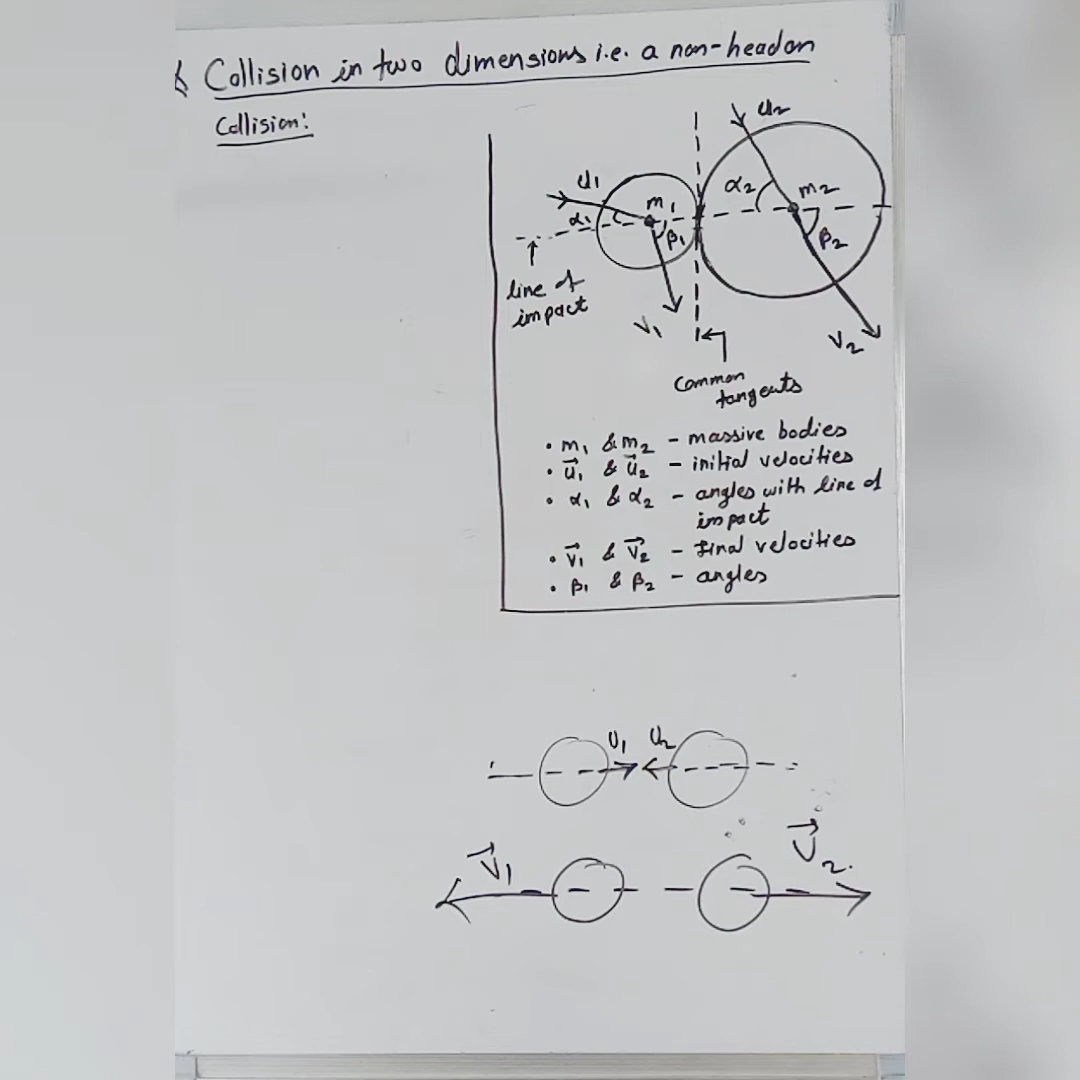 Collision in two dimensions i.e. a non-headon
Collision:
u₂
u₁
α₂
m₂
m₁
α₁
β₁
β₂
line of
impact
V₁
V₂
Common
tangents
• m₁ & m₂ - massive bodies
• u⃗₁ & u⃗₂ - initial velocities
• α₁ & α₂ - angles with line of
impact
• v⃗₁ & v⃗₂ - final velocities
• β₁ & β₂ - angles
U₁ U₂
V⃗₁
V⃗₂.